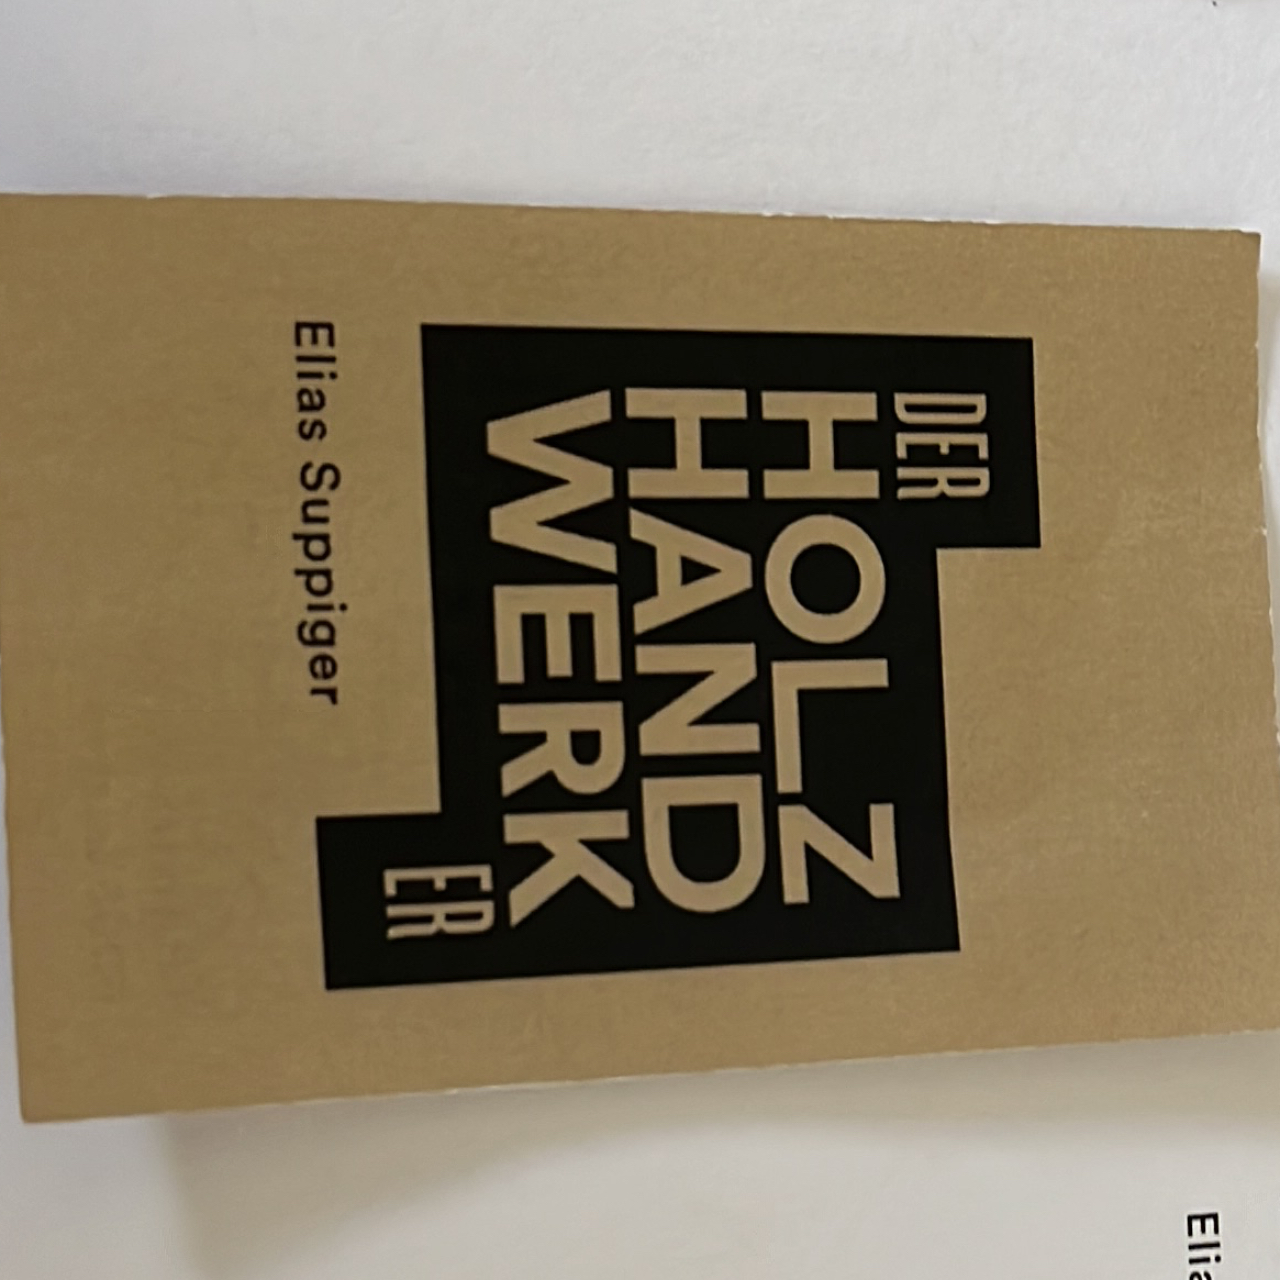 DER
HOLZ
HAND
WERK
ER
Elias Suppiger